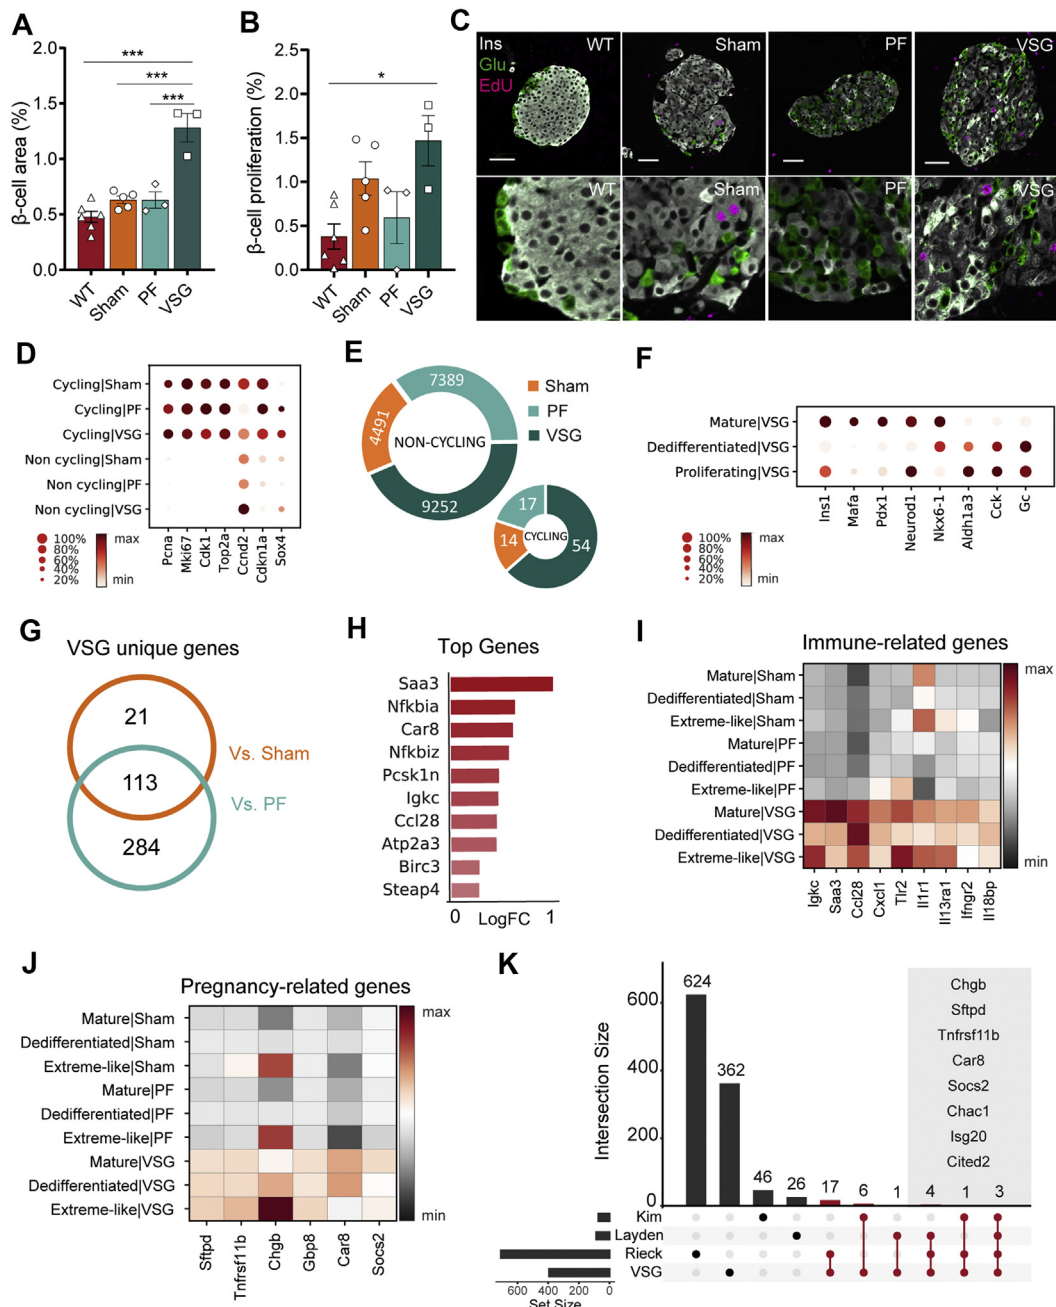 A
β-cell area (%)
2.0
1.5
1.0
0.5
0.0
***
***
***
WT
Sham
PF
VSG
B
β-cell proliferation (%)
2.5
2.0
1.5
1.0
0.5
0.0
*
WT
Sham
PF
VSG
C
Ins
Glu
EdU
WT
Sham
PF
VSG
WT
Sham
PF
VSG
D
Cycling|Sham
Cycling|PF
Cycling|VSG
Non cycling|Sham
Non cycling|PF
Non cycling|VSG
100%
80%
60%
40%
20%
max
min
Pcna
Mki67
Cdk1
Top2a
Ccnd2
Cdkn1a
Sox4
E
7389
4491
NON-CYCLING
9252
Sham
PF
VSG
17
14
CYCLING
54
F
Mature|VSG
Dedifferentiated|VSG
Proliferating|VSG
100%
80%
60%
40%
20%
max
min
Ins1
Mafa
Pdx1
Neurod1
Nkx6-1
Aldh1a3
Cck
Gc
G
VSG unique genes
21
Vs. Sham
113
Vs. PF
284
H
Top Genes
Saa3
Nfkbia
Car8
Nfkbiz
Pcsk1n
Igkc
Ccl28
Atp2a3
Birc3
Steap4
0 LogFC 1
I
Immune-related genes
Mature|Sham
Dedifferentiated|Sham
Extreme-like|Sham
Mature|PF
Dedifferentiated|PF
Extreme-like|PF
Mature|VSG
Dedifferentiated|VSG
Extreme-like|VSG
max
min
Igkc
Saa3
Ccl28
Cxcl1
Tlr2
Il1r1
Il13ra1
Ifngr2
Il18bp
J
Pregnancy-related genes
Mature|Sham
Dedifferentiated|Sham
Extreme-like|Sham
Mature|PF
Dedifferentiated|PF
Extreme-like|PF
Mature|VSG
Dedifferentiated|VSG
Extreme-like|VSG
max
min
Sftpd
Tnfrsf11b
Chgb
Gbp8
Car8
Socs2
K
Intersection Size
600
400
200
0
624
362
46
26
17
6
1
4
1
3
Chgb
Sftpd
Tnfrsf11b
Car8
Socs2
Chac1
Isg20
Cited2
Kim
Layden
Rieck
VSG
600 400 200 0
Set Size